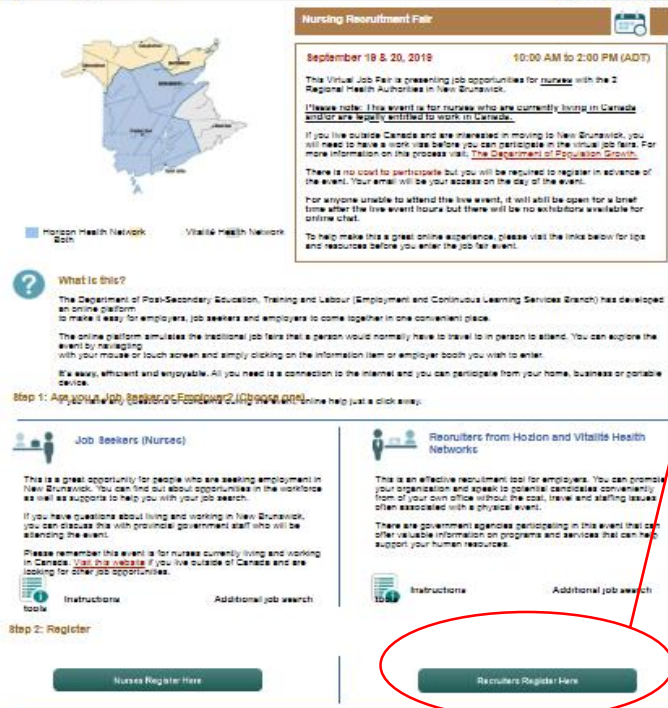 Nursing Recruitment Fair
September 19 & 20, 2019 10:00 AM to 2:00 PM (ADT)
This Virtual Job Fair is presenting job opportunities for nurses with the 2
Regional Health Authorities in New Brunswick.
Please note: This event is for nurses who are currently living in Canada
and/or are legally entitled to work in Canada.
If you live outside Canada and are interested in moving to New Brunswick, you
will need to have a work visa before you can participate in the virtual job fairs. For
more information on this process visit; The Department of Population Growth.
There is no cost to participate but you will be required to register in advance of
the event. Your email will be your access on the day of the event.
For anyone unable to attend the live event, it will still be open for a brief
time after the live event hours but there will be no exhibitors available for
online chat.
To help make this a great online experience, please visit the links below for tips
and resources before you enter the job fair event.
Horizon Health Network Vitalité Health Network
Both
?
What is this?
The Department of Post-Secondary Education, Training and Labour (Employment and Continuous Learning Services Branch) has developed
an online platform
to make it easy for employers, job seekers and employers to come together in one convenient place.
The online platform simulates the traditional job fairs that a person would normally have to travel to in person to attend. You can explore the
event by navigating
with your mouse or touch screen and simply clicking on the information item or employer booth you wish to enter.
It's easy, efficient and enjoyable. All you need is a connection to the internet and you can participate from your home, business or portable
device.
If you have any questions or concerns during the event, online help just a click away.
Step 1: Are you a Job Seeker or Employer? (Choose one)
Job Seekers (Nurses)
This is a great opportunity for people who are seeking employment in
New Brunswick. You can find out about opportunities in the workforce
as well as supports to help you with your job search.
If you have questions about living and working in New Brunswick,
you can discuss this with provincial government staff who will be
attending the event.
Please remember this event is for nurses currently living and working
in Canada. Visit this website if you live outside of Canada and are
looking for other job opportunities.
Instructions Additional job search
tools
Recruiters from Hozion and Vitalité Health
Networks
This is an effective recruitment tool for employers. You can promote
your organization and speak to potential candidates conveniently
from of your own office without the cost, travel and staffing issues
often associated with a physical event.
There are government agencies participating in this event that can
offer valuable information on programs and services that can help
support your human resources.
Instructions Additional job search
tools
Step 2: Register
Nurses Register Here
Recruiters Register Here